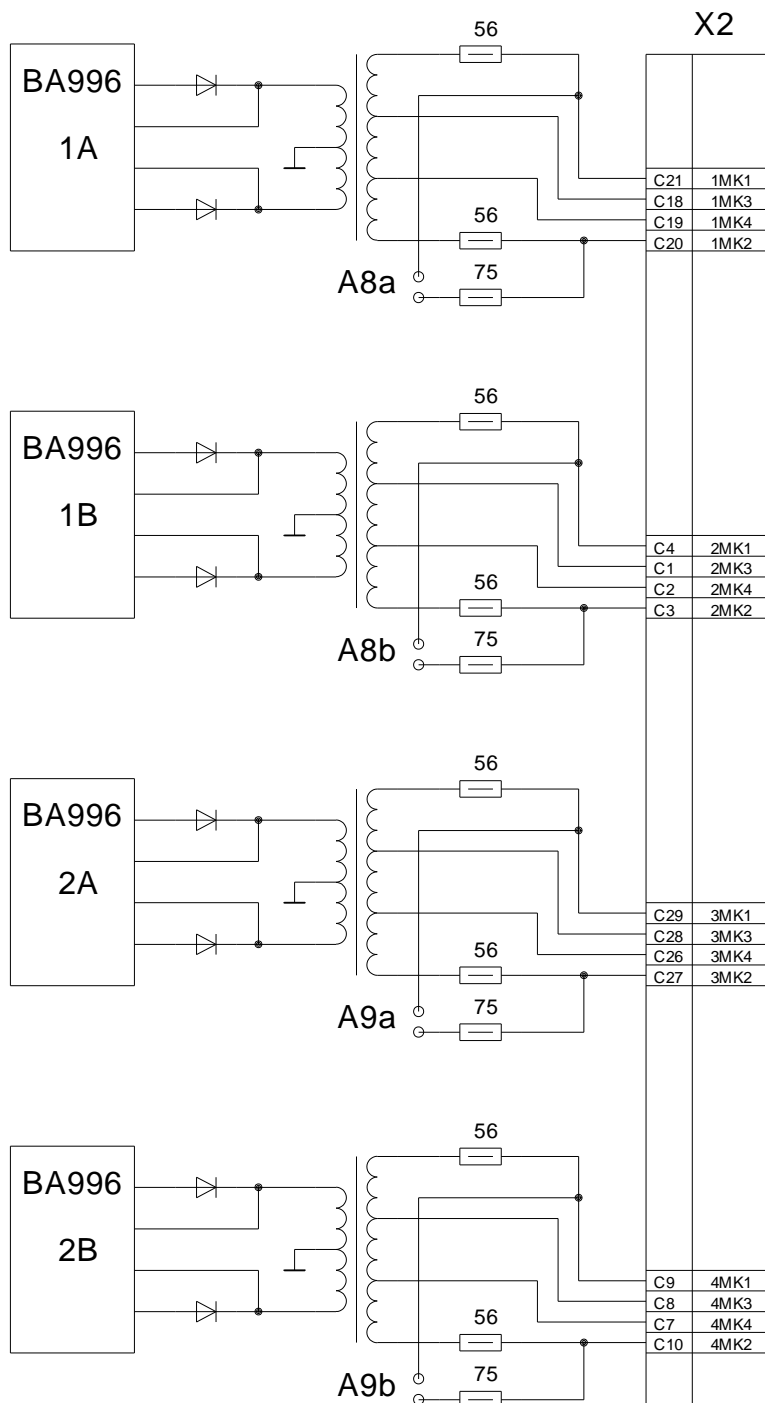 X2
56
BA996
1A
C21 1MK1
C18 1MK3
C19 1MK4
C20 1MK2
56
75
A8a
56
BA996
1B
C4 2MK1
C1 2MK3
C2 2MK4
C3 2MK2
56
75
A8b
56
BA996
2A
C29 3MK1
C28 3MK3
C26 3MK4
C27 3MK2
56
75
A9a
56
BA996
2B
C9 4MK1
C8 4MK3
C7 4MK4
C10 4MK2
56
75
A9b